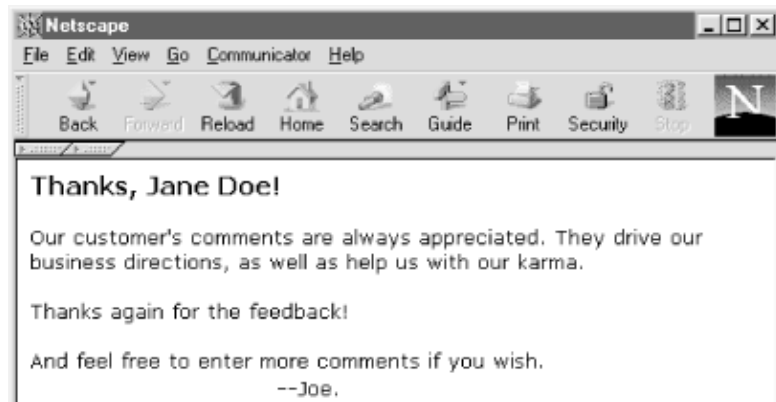 Netscape
File Edit View Go Communicator Help
Back Forward Reload Home Search Guide Print Security Stop
N
Thanks, Jane Doe!
Our customer's comments are always appreciated. They drive our
business directions, as well as help us with our karma.
Thanks again for the feedback!
And feel free to enter more comments if you wish.
--Joe.